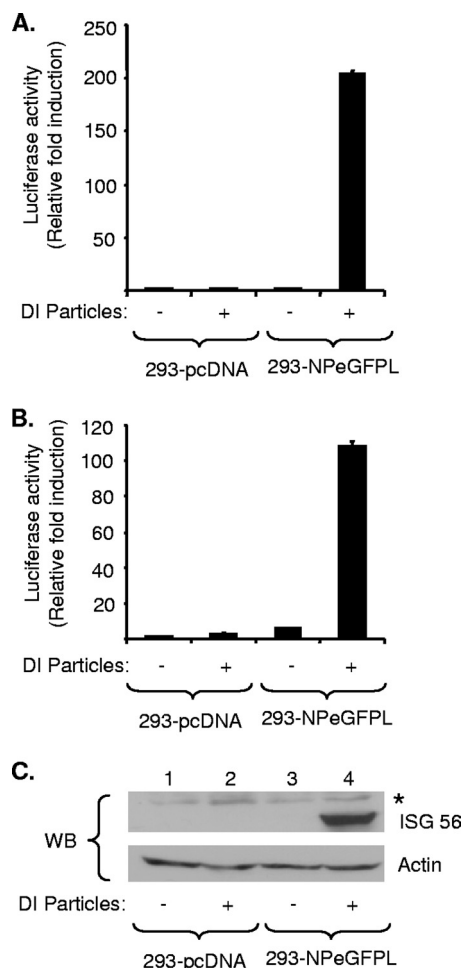 A.
Luciferase activity
(Relative fold induction)
250
200
150
100
50
DI Particles: - + - +
293-pcDNA 293-NPeGFPL
B.
Luciferase activity
(Relative fold induction)
120
100
80
60
40
20
DI Particles: - + - +
293-pcDNA 293-NPeGFPL
C.
1 2 3 4
*
WB
ISG 56
Actin
DI Particles: - + - +
293-pcDNA 293-NPeGFPL